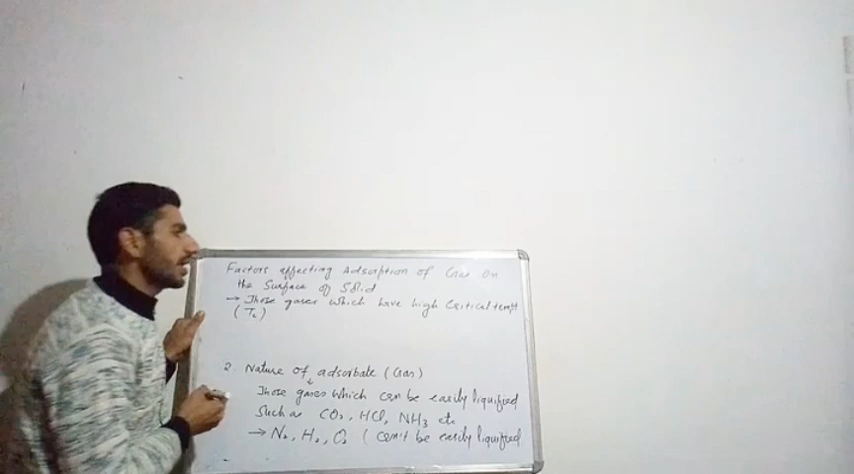 Factors affecting Adsorption of Gas on
the Surface of Solid
→ Those gases which have high Critical tempt
(Tc)
2. Nature of adsorbate (Gas)
Those gases which can be easily liquified
Such as CO2, HCl, NH3 etc
→ N2, H2, O2 ( can't be easily liquified